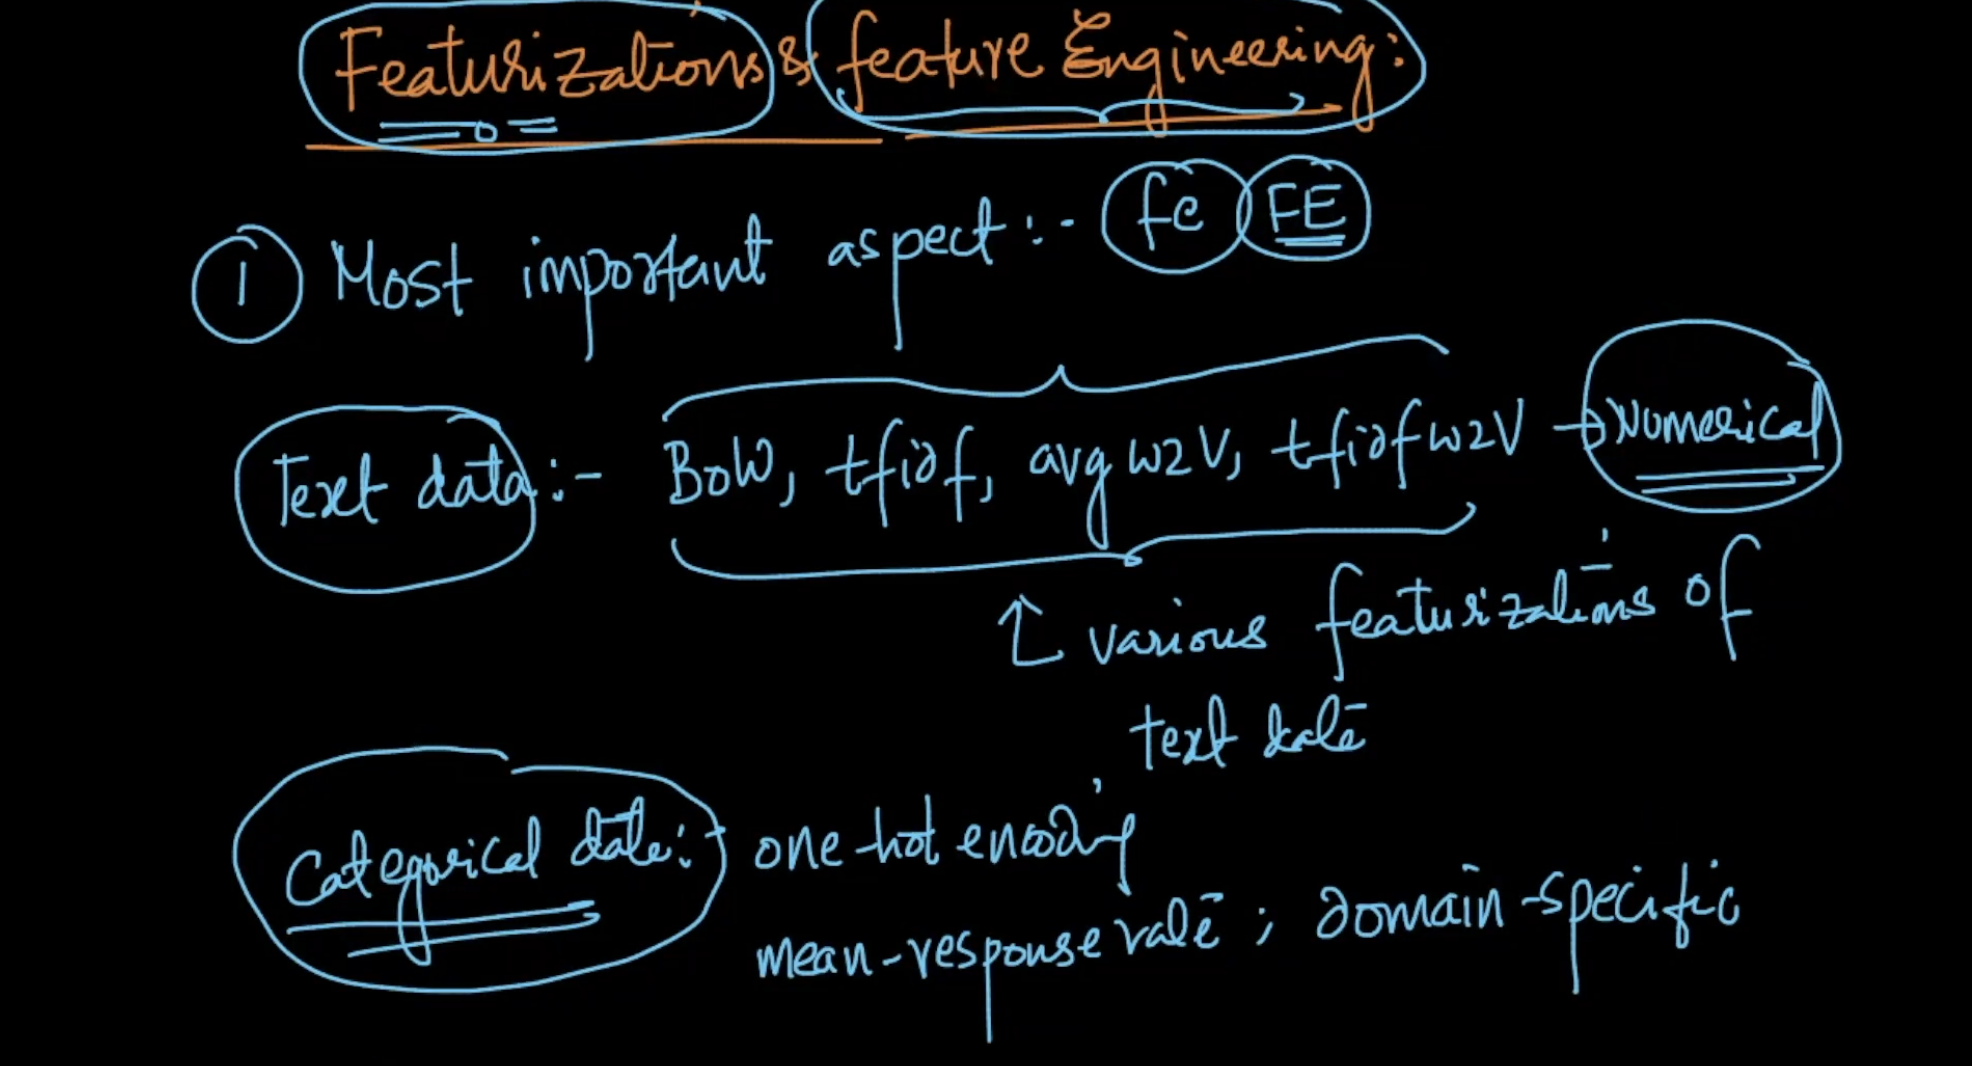 Featurizations & feature Engineering:
① Most important aspect:- fe FE
Text data:- BoW, tfidf, avg w2V, tfidf w2V → Numerical
↑ various featurizations of
text data
Categorical data:- one-hot encoding,
mean-response rate; domain-specific